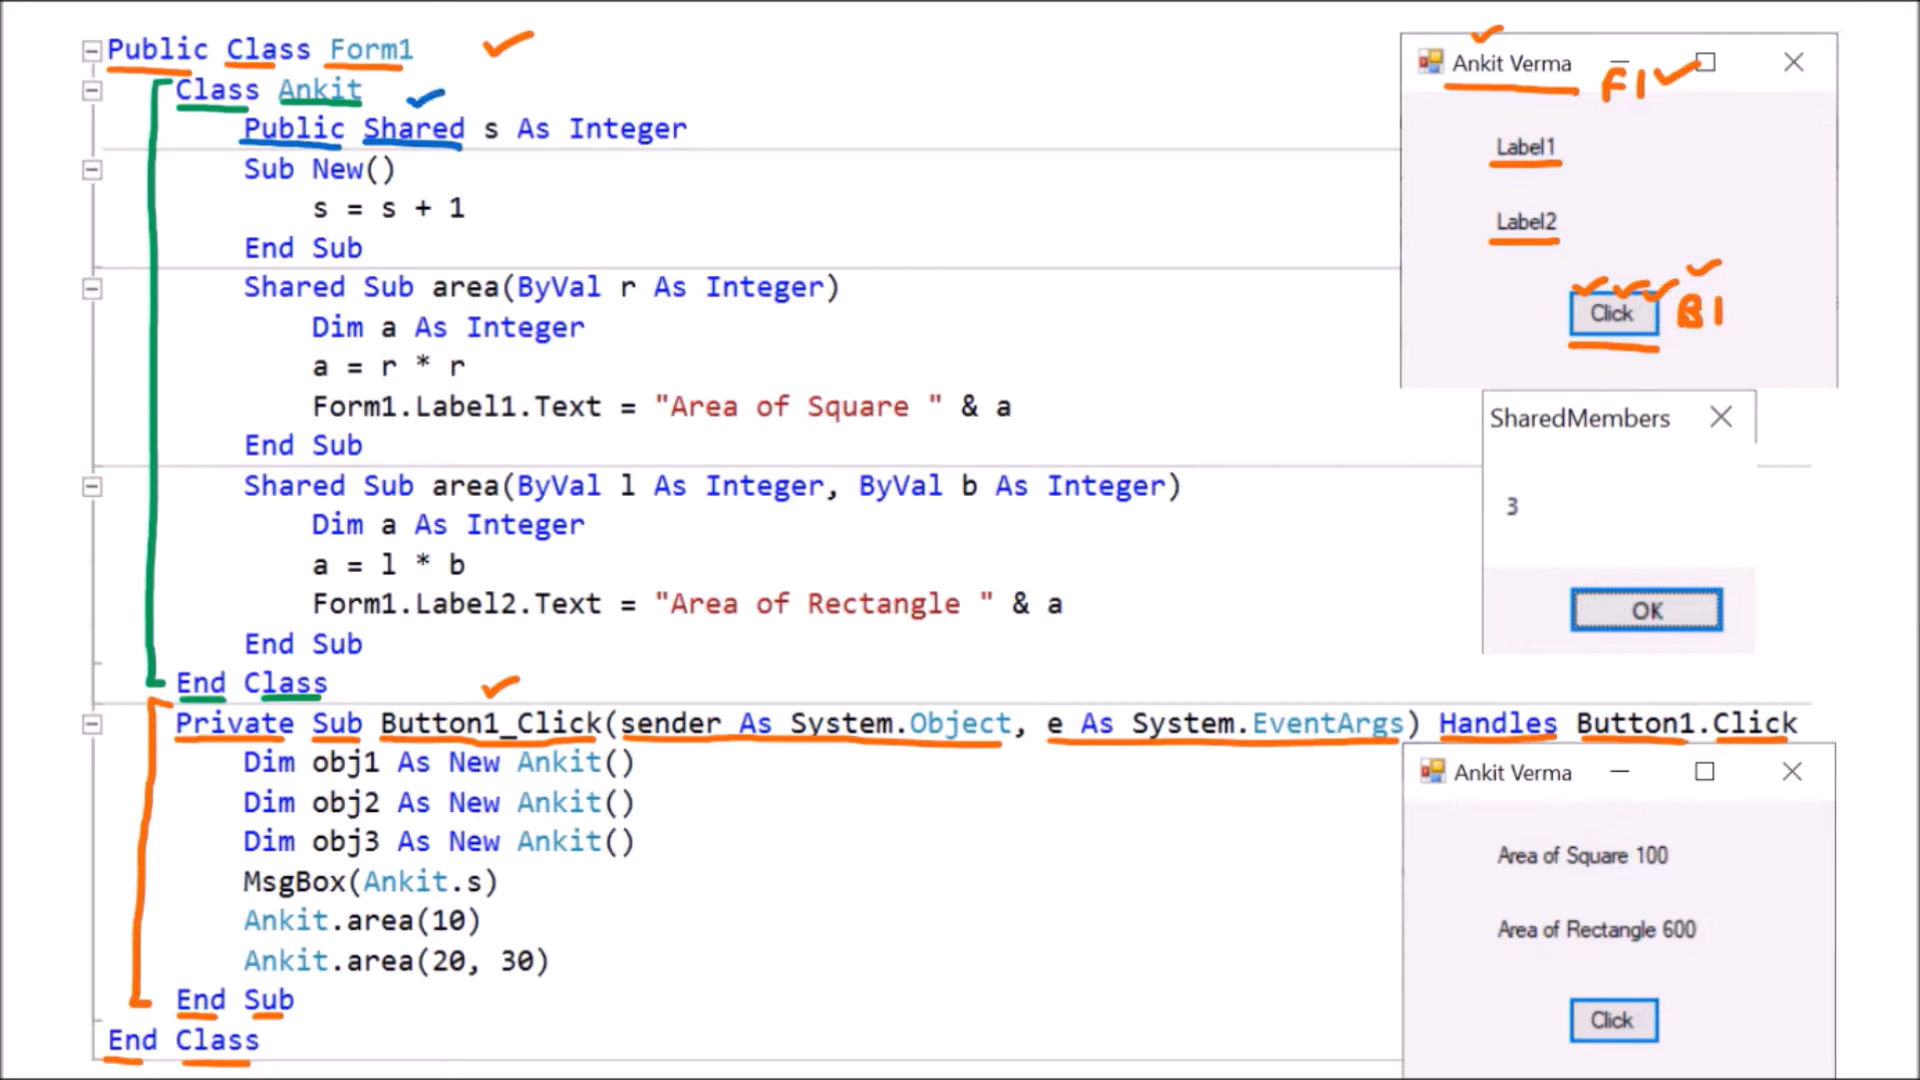 Public Class Form1
Class Ankit
Public Shared s As Integer
Sub New()
s = s + 1
End Sub
Shared Sub area(ByVal r As Integer)
Dim a As Integer
a = r * r
Form1.Label1.Text = "Area of Square " & a
End Sub
Shared Sub area(ByVal l As Integer, ByVal b As Integer)
Dim a As Integer
a = l * b
Form1.Label2.Text = "Area of Rectangle " & a
End Sub
End Class
Private Sub Button1_Click(sender As System.Object, e As System.EventArgs) Handles Button1.Click
Dim obj1 As New Ankit()
Dim obj2 As New Ankit()
Dim obj3 As New Ankit()
MsgBox(Ankit.s)
Ankit.area(10)
Ankit.area(20, 30)
End Sub
End Class
Ankit Verma
F1
Label1
Label2
Click
B1
SharedMembers
3
OK
Ankit Verma
Area of Square 100
Area of Rectangle 600
Click